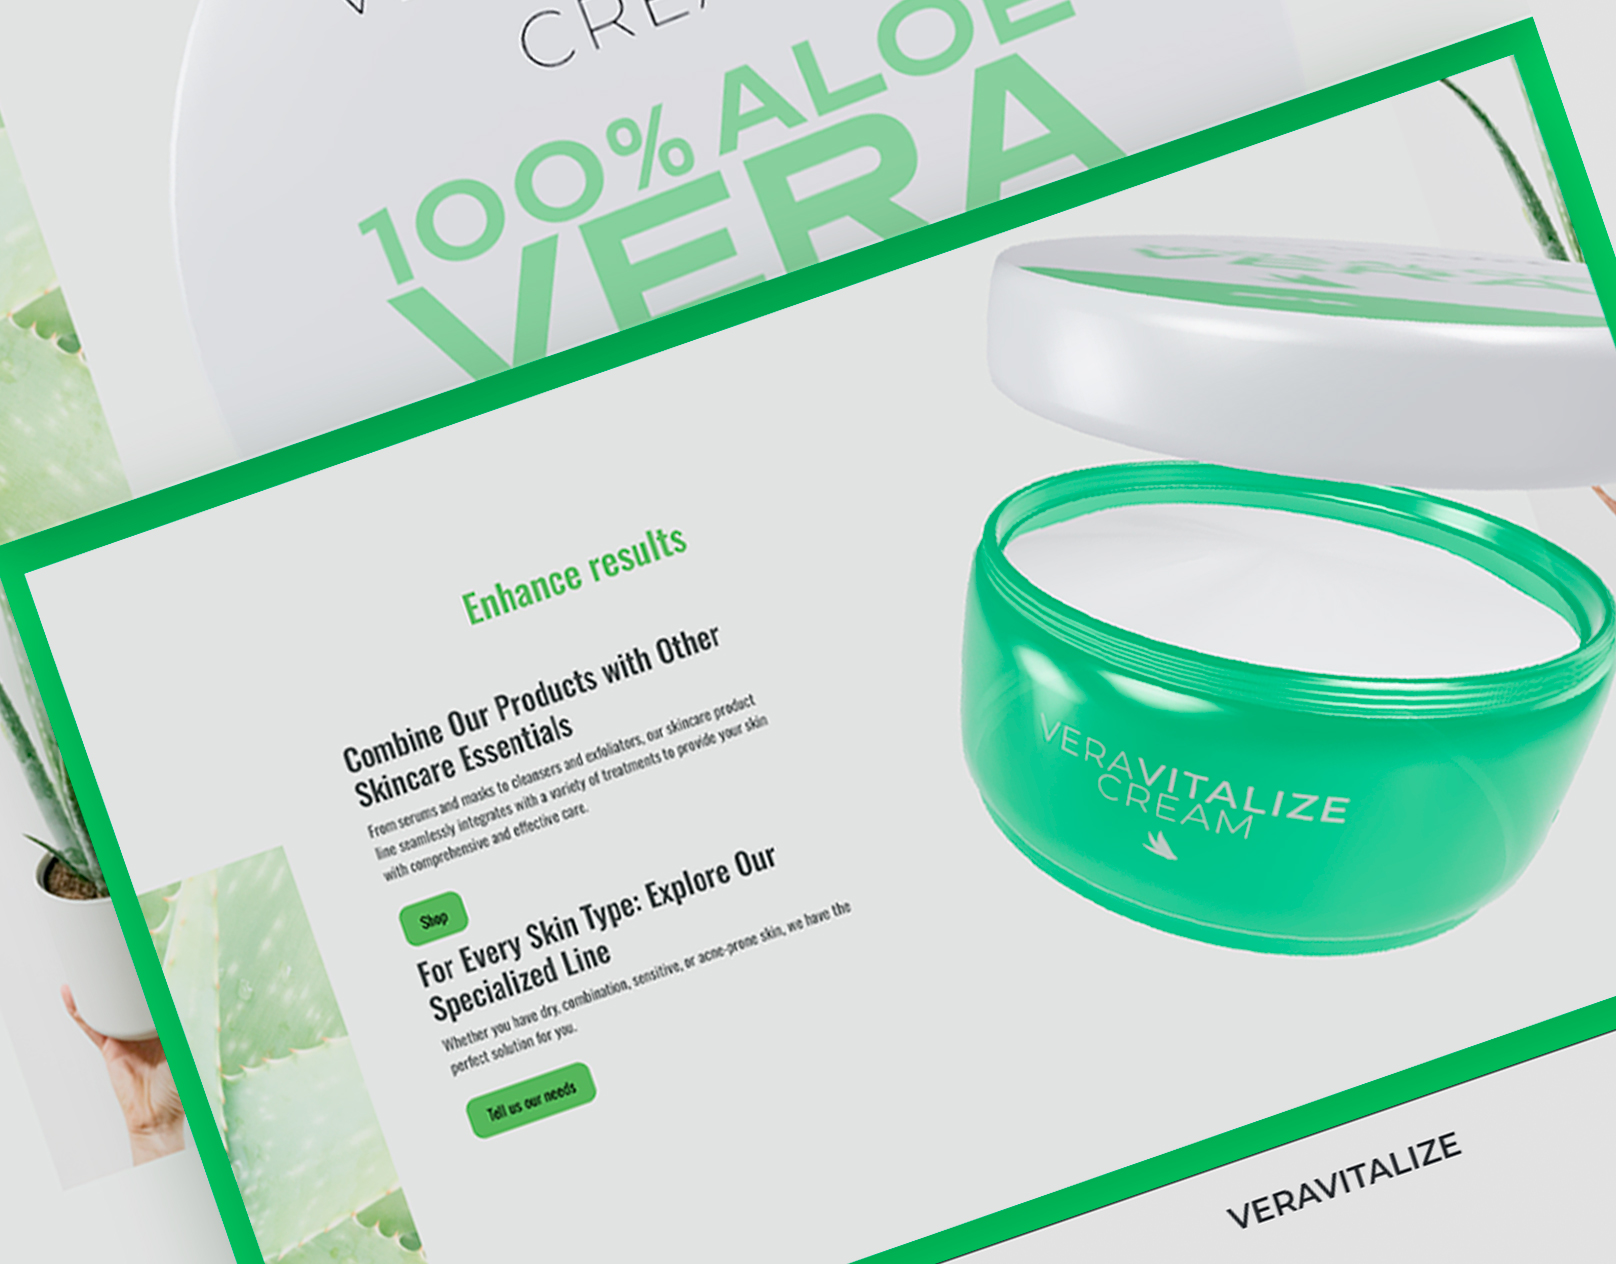 CREA
100% ALOE
VERA
Enhance results
Combine Our Products with Other
Skincare Essentials
From serums and masks to cleansers and exfoliators, our skincare product
line seamlessly integrates with a variety of treatments to provide your skin
with comprehensive and effective care.
Shop
For Every Skin Type: Explore Our
Specialized Line
Whether you have dry, combination, sensitive, or acne-prone skin, we have the
perfect solution for you.
Tell us our needs
VERAVITALIZE
CREAM
VERAVITALIZE